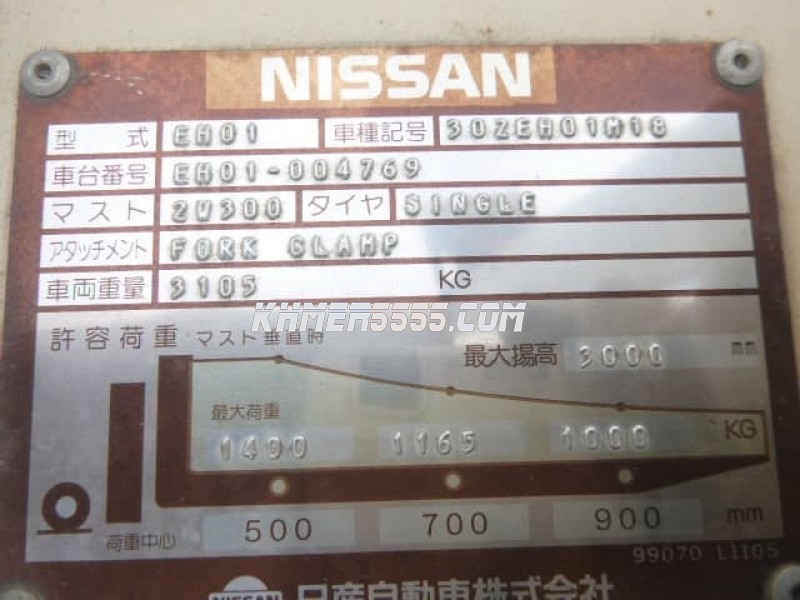 NISSAN
型式 EH01 車種記号 30ZEH01M18
車台番号 EH01-004769
マスト 2W300 タイヤ SINGLE
アタッチメント FORK CLAMP
車両重量 3105 KG
KHMER5555.COM
許容荷重 マスト垂直時 最大揚高 3000 mm
最大荷重
1400 1165 1000 KG
荷重中心 500 700 900 mm
99070 L1105
NISSAN 日産自動車株式会社